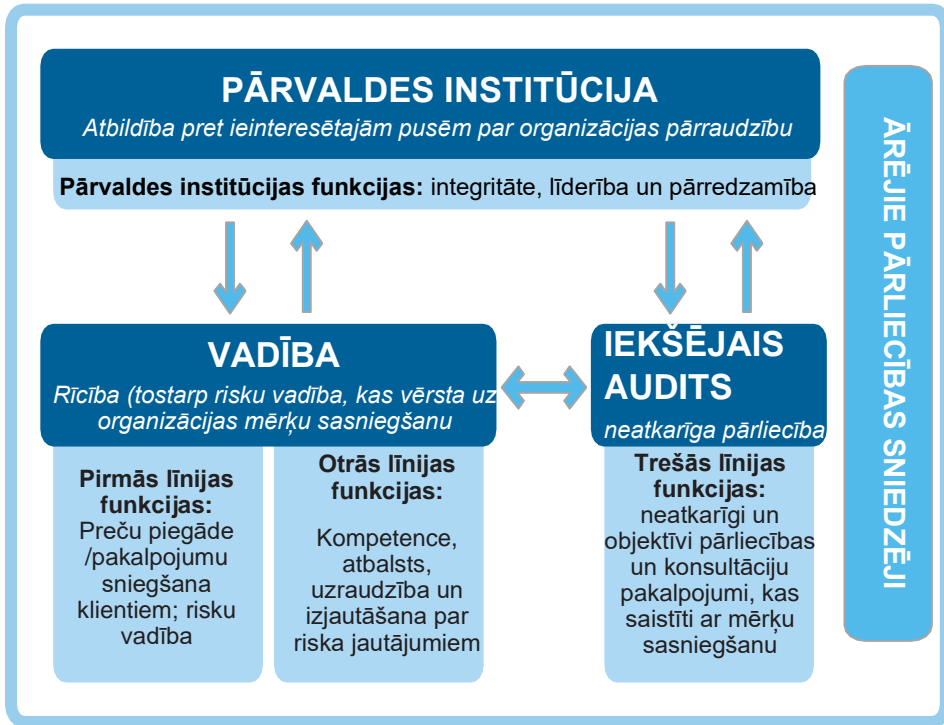 PĀRVALDES INSTITŪCIJA
Atbildība pret ieinteresētajām pusēm par organizācijas pārraudzību
Pārvaldes institūcijas funkcijas: integritāte, līderība un pārredzamība
VADĪBA
Rīcība (tostarp risku vadība, kas vērsta uz
organizācijas mērķu sasniegšanu
Pirmās līnijas
funkcijas:
Preču piegāde
/pakalpojumu
sniegšana
klientiem; risku
vadība
Otrās līnijas
funkcijas:
Kompetence,
atbalsts,
uzraudzība un
izjautāšana par
riska jautājumiem
IEKŠĒJAIS
AUDITS
neatkarīga pārliecība
Trešās līnijas
funkcijas:
neatkarīgi un
objektīvi pārliecības
un konsultāciju
pakalpojumi, kas
saistīti ar mērķu
sasniegšanu
ĀRĒJIE PĀRLIECĪBAS SNIEDZĒJI